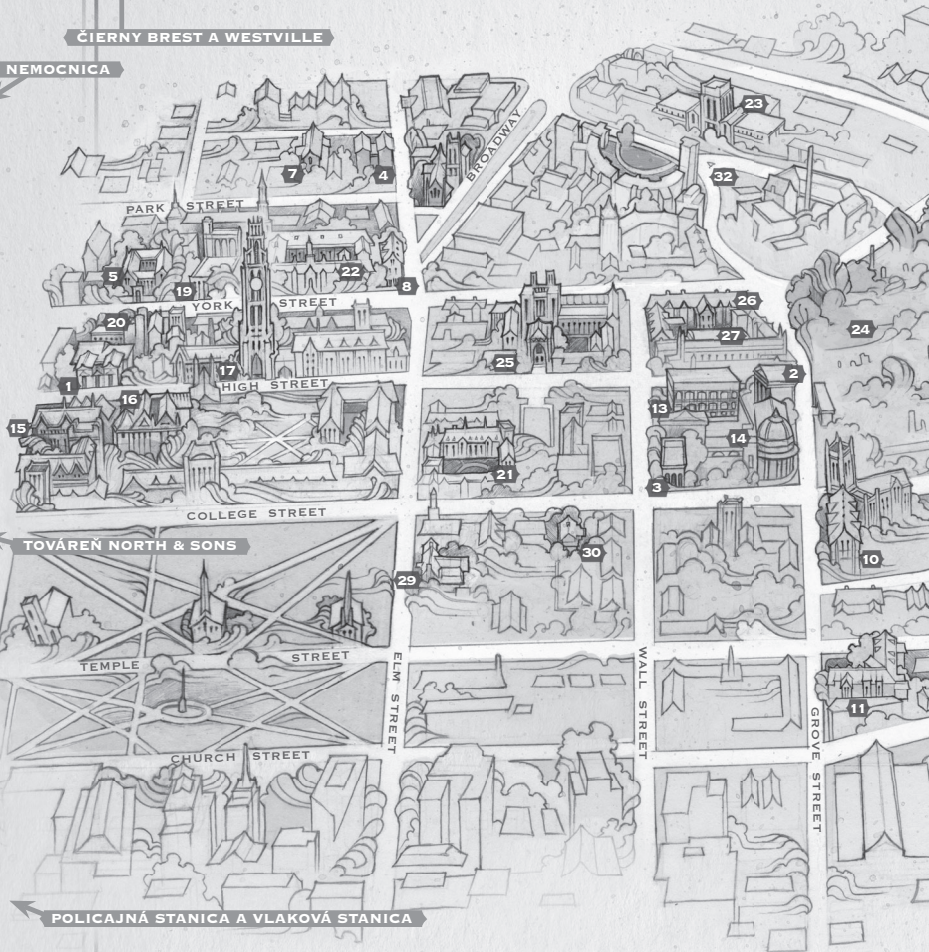 ČIERNY BREST A WESTVILLE
NEMOCNICA
23
7
4
BROADWAY
32
PARK STREET
5
19
22
8
YORK STREET
20
26
27
24
25
17
1
HIGH STREET
2
16
13
15
14
21
3
COLLEGE STREET
TOVÁREŇ NORTH & SONS
30
10
29
TEMPLE STREET
ELM STREET
WALL STREET
11
GROVE STREET
CHURCH STREET
POLICAJNÁ STANICA A VLAKOVÁ STANICA